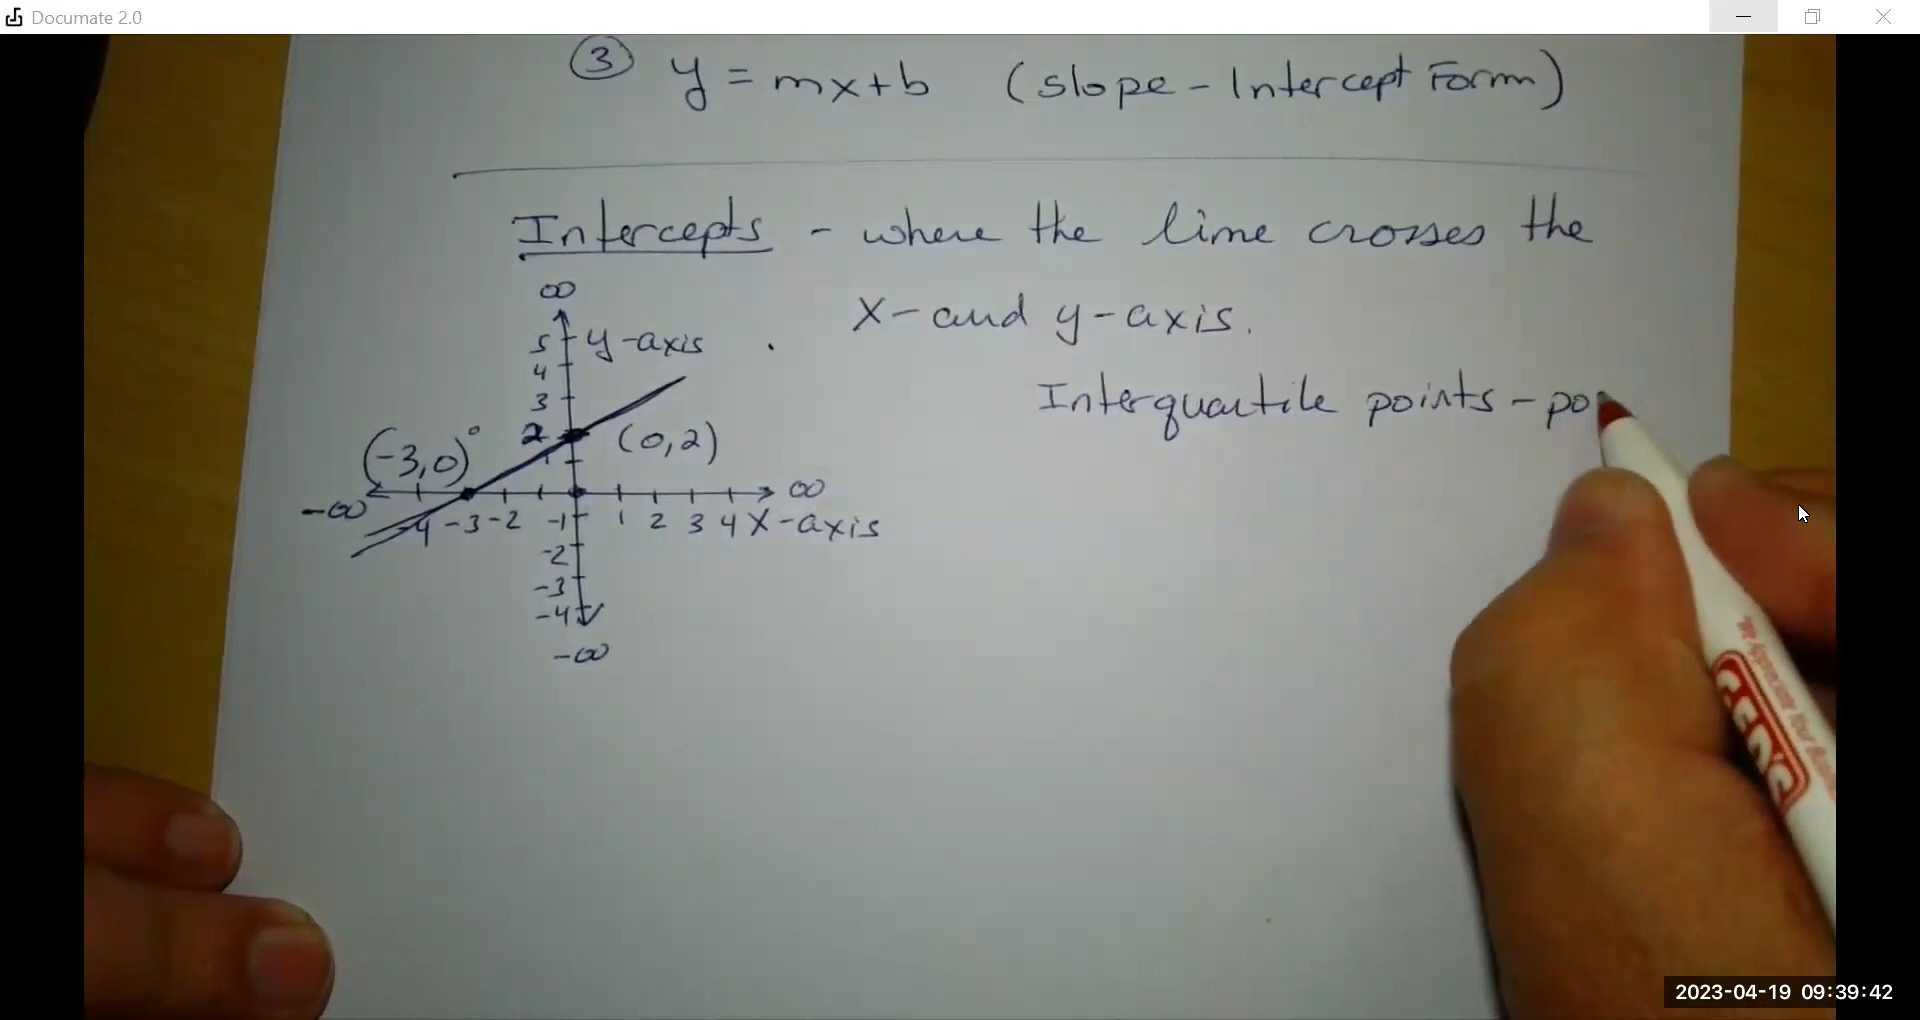 Documate 2.0
③ y = mx+b (slope - Intercept Form)
Intercepts - where the line crosses the
x- and y-axis.
Interquartile points - po
∞
5 y-axis
4
3
2 (0,2)
(-3,0)
1
-∞ ∞
-4 -3 -2 -1 1 2 3 4 x-axis
-2
-3
-4
-∞
2023-04-19 09:39:42